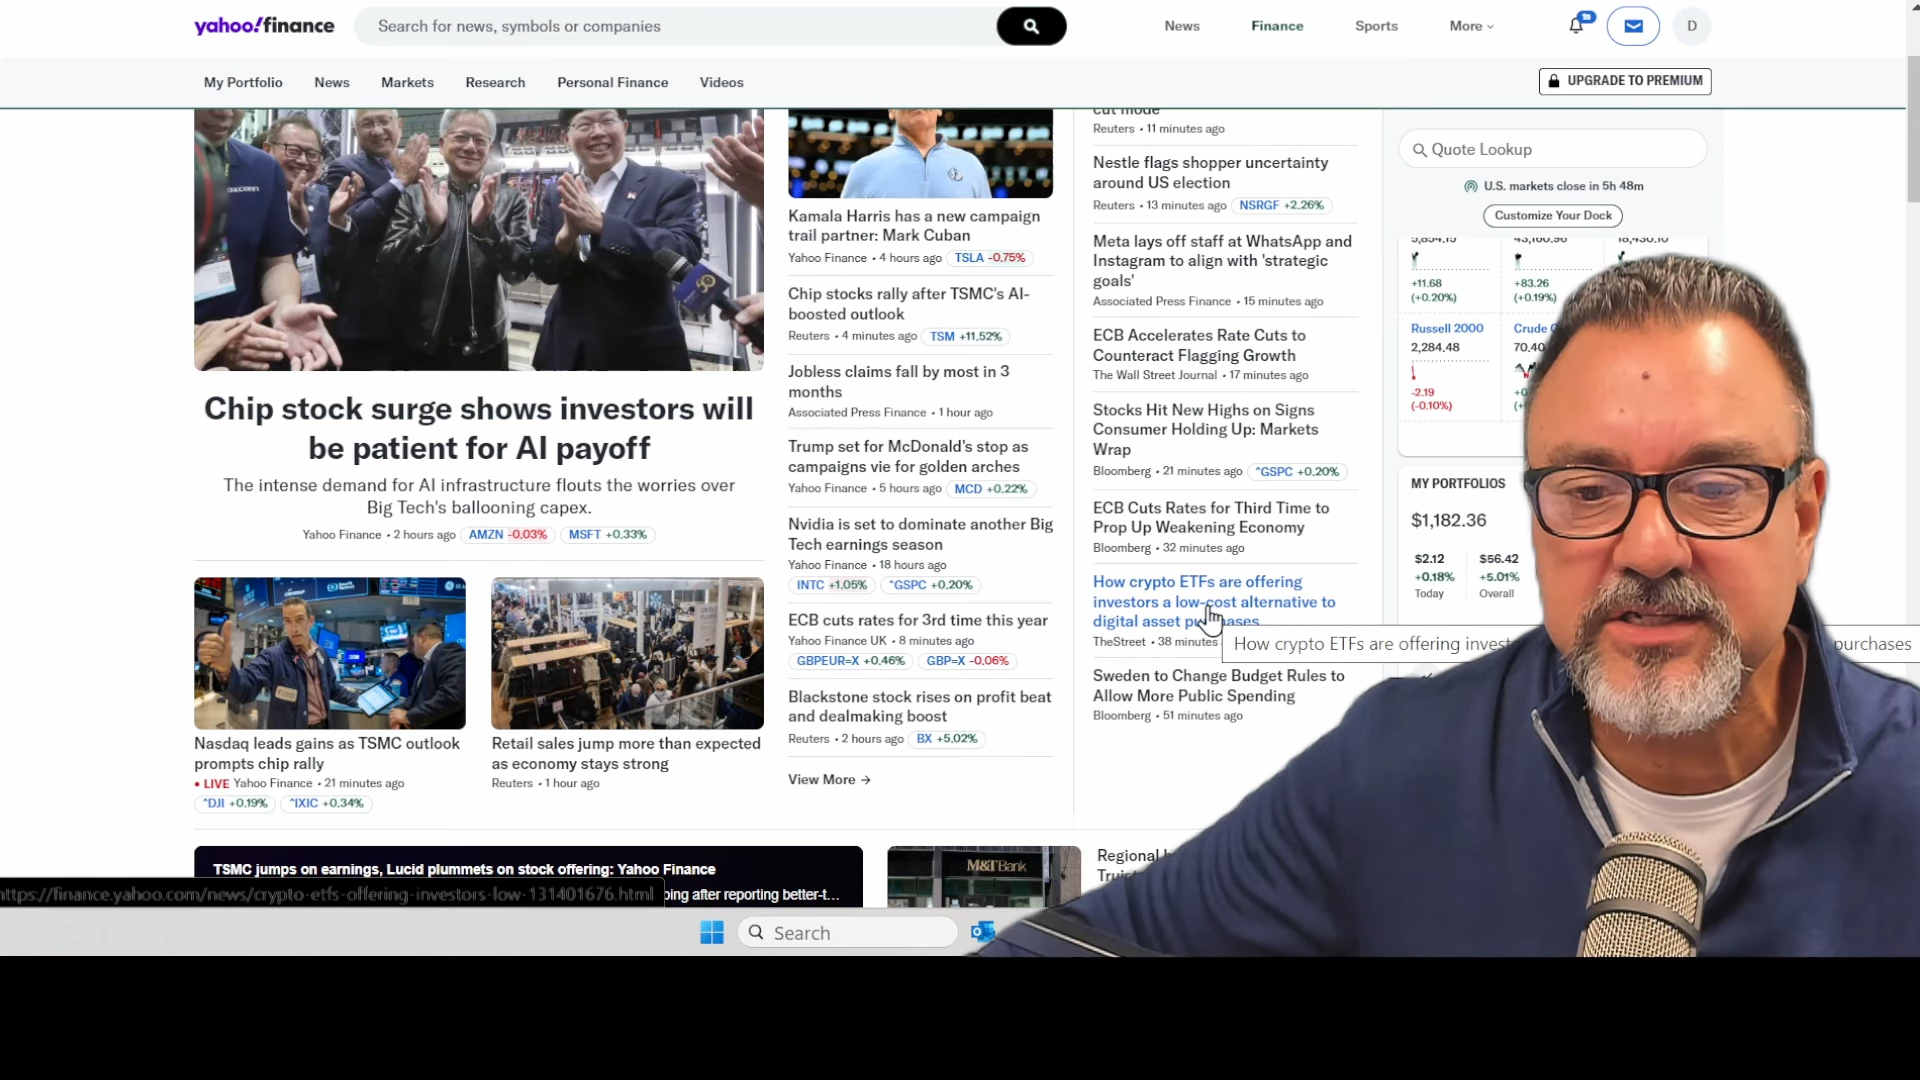 yahoo!finance
Search for news, symbols or companies
News
Finance
Sports
More
D
My Portfolio
News
Markets
Research
Personal Finance
Videos
UPGRADE TO PREMIUM
Chip stock surge shows investors will
be patient for AI payoff
The intense demand for AI infrastructure flouts the worries over
Big Tech's ballooning capex.
Yahoo Finance • 2 hours ago AMZN -0.03% MSFT +0.33%
Nasdaq leads gains as TSMC outlook
prompts chip rally
• LIVE Yahoo Finance • 21 minutes ago
^DJI +0.19% ^IXIC +0.34%
Retail sales jump more than expected
as economy stays strong
Reuters • 1 hour ago
Kamala Harris has a new campaign
trail partner: Mark Cuban
Yahoo Finance • 4 hours ago TSLA -0.75%
Chip stocks rally after TSMC's AI-
boosted outlook
Reuters • 4 minutes ago TSM +11.52%
Jobless claims fall by most in 3
months
Associated Press Finance • 1 hour ago
Trump set for McDonald's stop as
campaigns vie for golden arches
Yahoo Finance • 5 hours ago MCD +0.22%
Nvidia is set to dominate another Big
Tech earnings season
Yahoo Finance • 18 hours ago
INTC +1.05% ^GSPC +0.20%
ECB cuts rates for 3rd time this year
Yahoo Finance UK • 8 minutes ago
GBPEUR=X +0.46% GBP=X -0.06%
Blackstone stock rises on profit beat
and dealmaking boost
Reuters • 2 hours ago BX +5.02%
View More →
cut mode
Reuters • 11 minutes ago
Nestle flags shopper uncertainty
around US election
Reuters • 13 minutes ago NSRGF +2.26%
Meta lays off staff at WhatsApp and
Instagram to align with 'strategic
goals'
Associated Press Finance • 15 minutes ago
ECB Accelerates Rate Cuts to
Counteract Flagging Growth
The Wall Street Journal • 17 minutes ago
Stocks Hit New Highs on Signs
Consumer Holding Up: Markets
Wrap
Bloomberg • 21 minutes ago ^GSPC +0.20%
ECB Cuts Rates for Third Time to
Prop Up Weakening Economy
Bloomberg • 32 minutes ago
How crypto ETFs are offering
investors a low-cost alternative to
digital asset purchases
TheStreet • 38 minutes
How crypto ETFs are offering invest
purchases
Sweden to Change Budget Rules to
Allow More Public Spending
Bloomberg • 51 minutes ago
Quote Lookup
U.S. markets close in 5h 48m
Customize Your Dock
5,854.15 43,160.96 18,430.10
+11.68 +83.26
(+0.20%) (+0.19%)
Russell 2000 Crude
2,284.48 70.40
-2.19
(-0.10%)
MY PORTFOLIOS
$1,182.36
$2.12 $56.42
+0.18% +5.01%
Today Overall
TSMC jumps on earnings, Lucid plummets on stock offering: Yahoo Finance
ping after reporting better-t...
https://finance.yahoo.com/news/crypto-etfs-offering-investors-low-131401676.html
M&T Bank
Regional
Search